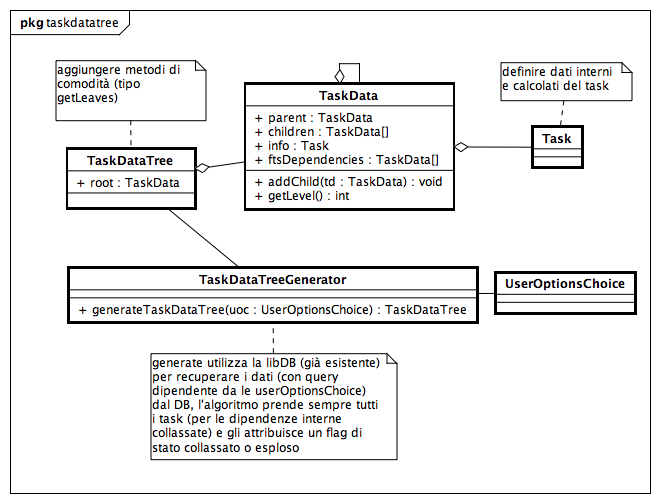 pkg taskdatatree
aggiungere metodi di
comodità (tipo
getLeaves)
TaskData
+ parent : TaskData
+ children : TaskData[]
+ info : Task
+ ftsDependencies : TaskData[]
+ addChild(td : TaskData) : void
+ getLevel() : int
definire dati interni
e calcolati del task
Task
TaskDataTree
+ root : TaskData
TaskDataTreeGenerator
+ generateTaskDataTree(uoc : UserOptionsChoice) : TaskDataTree
UserOptionsChoice
generate utilizza la libDB (già esistente)
per recuperare i dati (con query
dipendente da le userOptionsChoice)
dal DB, l'algoritmo prende sempre tutti
i task (per le dipendenze interne
collassate) e gli attribuisce un flag di
stato collassato o esploso